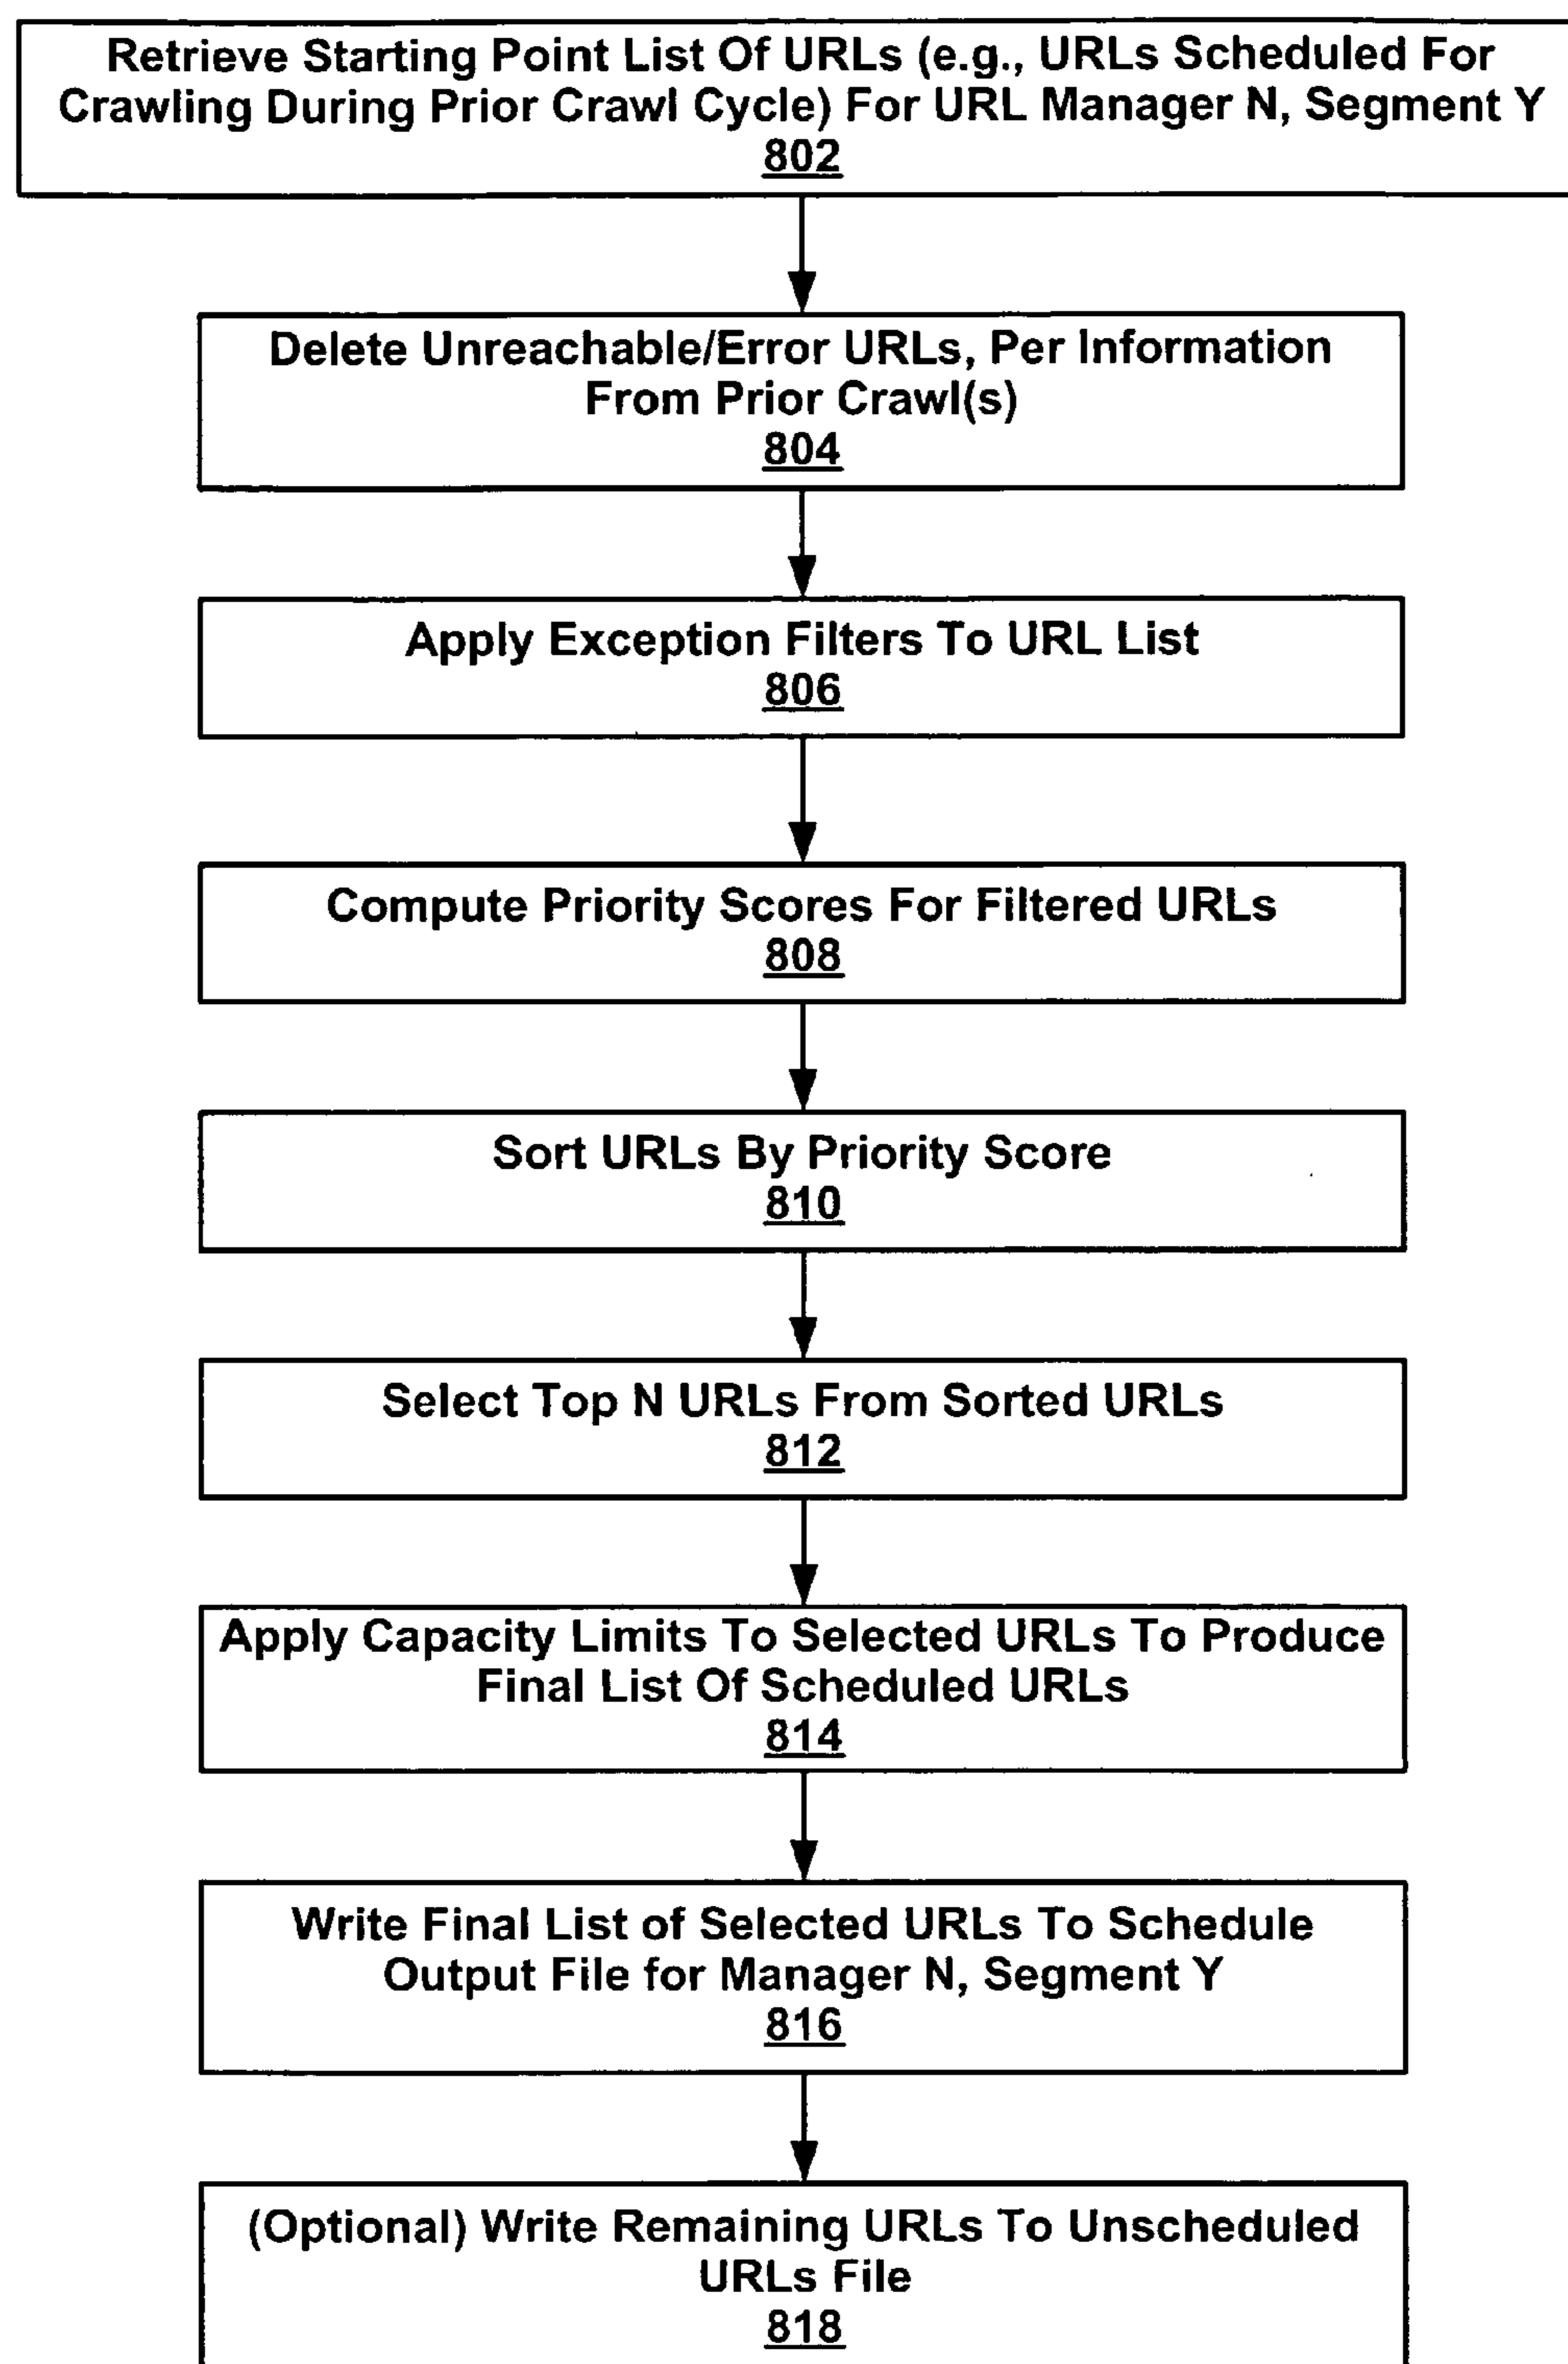 Retrieve Starting Point List Of URLs (e.g., URLs Scheduled For
Crawling During Prior Crawl Cycle) For URL Manager N, Segment Y
802
Delete Unreachable/Error URLs, Per Information
From Prior Crawl(s)
804
Apply Exception Filters To URL List
806
Compute Priority Scores For Filtered URLs
808
Sort URLs By Priority Score
810
Select Top N URLs From Sorted URLs
812
Apply Capacity Limits To Selected URLs To Produce
Final List Of Scheduled URLs
814
Write Final List of Selected URLs To Schedule
Output File for Manager N, Segment Y
816
(Optional) Write Remaining URLs To Unscheduled
URLs File
818